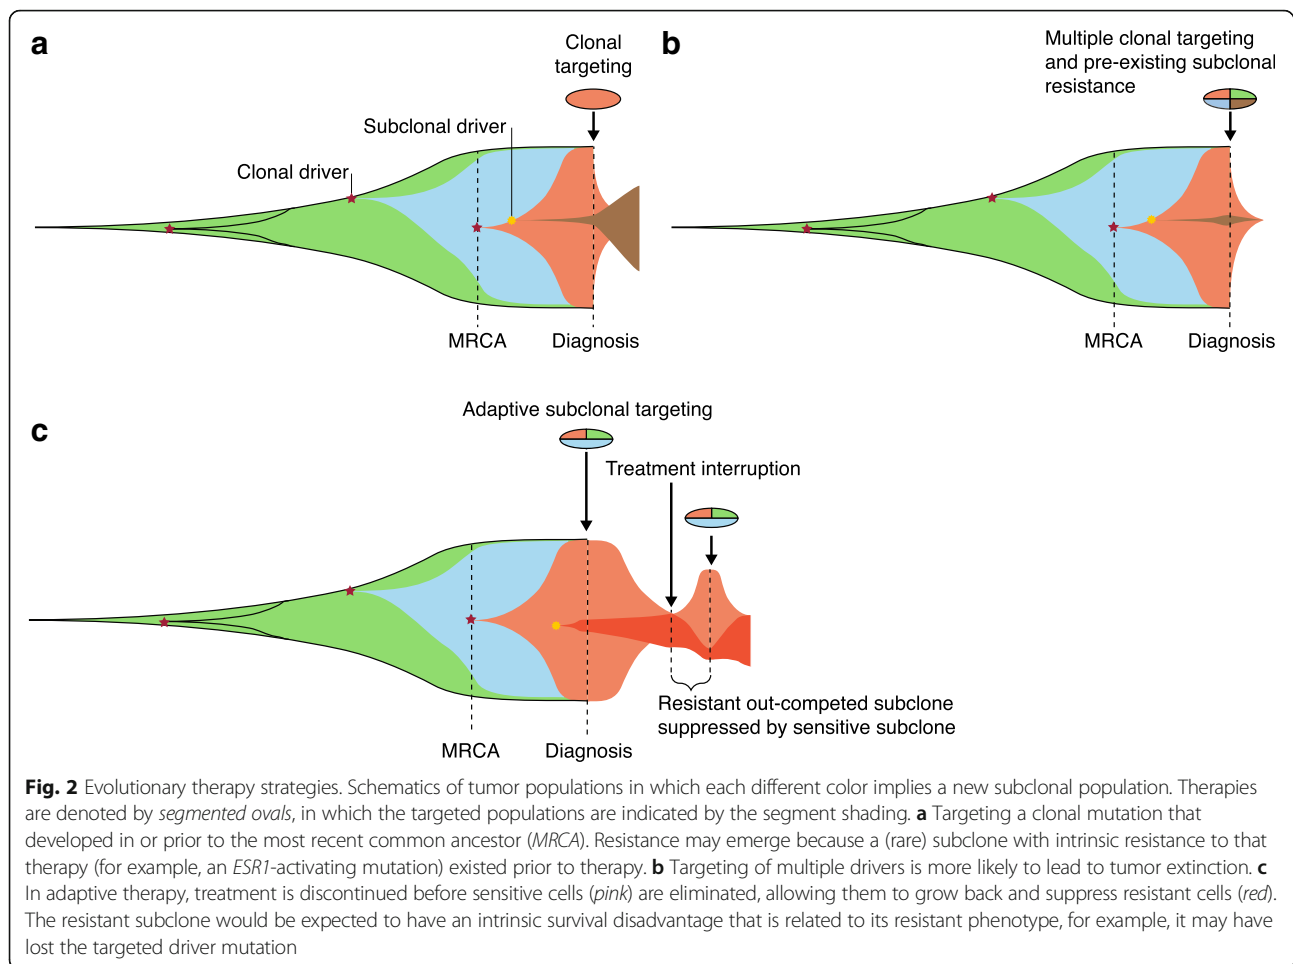 a
Clonal
targeting
Subclonal driver
Clonal driver
MRCA
Diagnosis
b
Multiple clonal targeting
and pre-existing subclonal
resistance
MRCA
Diagnosis
c
Adaptive subclonal targeting
Treatment interruption
Resistant out-competed subclone
suppressed by sensitive subclone
MRCA
Diagnosis
Fig. 2 Evolutionary therapy strategies. Schematics of tumor populations in which each different color implies a new subclonal population. Therapies
are denoted by segmented ovals, in which the targeted populations are indicated by the segment shading. a Targeting a clonal mutation that
developed in or prior to the most recent common ancestor (MRCA). Resistance may emerge because a (rare) subclone with intrinsic resistance to that
therapy (for example, an ESR1-activating mutation) existed prior to therapy. b Targeting of multiple drivers is more likely to lead to tumor extinction. c
In adaptive therapy, treatment is discontinued before sensitive cells (pink) are eliminated, allowing them to grow back and suppress resistant cells (red).
The resistant subclone would be expected to have an intrinsic survival disadvantage that is related to its resistant phenotype, for example, it may have
lost the targeted driver mutation